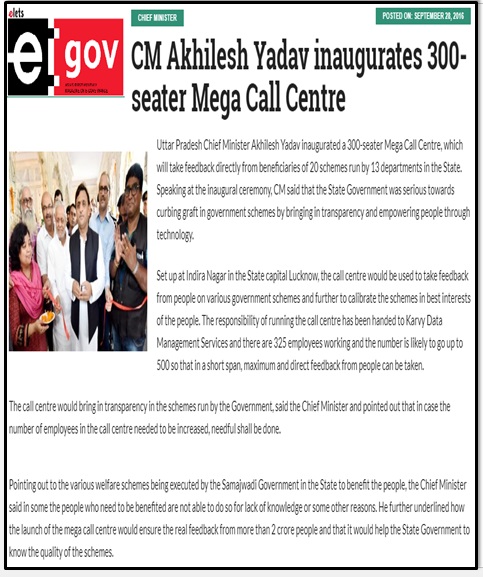 elets
e gov
CHIEF MINISTER
POSTED ON: SEPTEMBER 28, 2016
CM Akhilesh Yadav inaugurates 300-
seater Mega Call Centre
Uttar Pradesh Chief Minister Akhilesh Yadav inaugurated a 300-seater Mega Call Centre, which
will take feedback directly from beneficiaries of 20 schemes run by 13 departments in the State.
Speaking at the inaugural ceremony, CM said that the State Government was serious towards
curbing graft in government schemes by bringing in transparency and empowering people through
technology.
Set up at Indira Nagar in the State capital Lucknow, the call centre would be used to take feedback
from people on various government schemes and further to calibrate the schemes in best interests
of the people. The responsibility of running the call centre has been handed to Karvy Data
Management Services and there are 325 employees working and the number is likely to go up to
500 so that in a short span, maximum and direct feedback from people can be taken.
The call centre would bring in transparency in the schemes run by the Government, said the Chief Minister and pointed out that in case the
number of employees in the call centre needed to be increased, needful shall be done.
Pointing out to the various welfare schemes being executed by the Samajwadi Government in the State to benefit the people, the Chief Minister
said in some the people who need to be benefited are not able to do so for lack of knowledge or some other reasons. He further underlined how
the launch of the mega call centre would ensure the real feedback from more than 2 crore people and that it would help the State Government to
know the quality of the schemes.